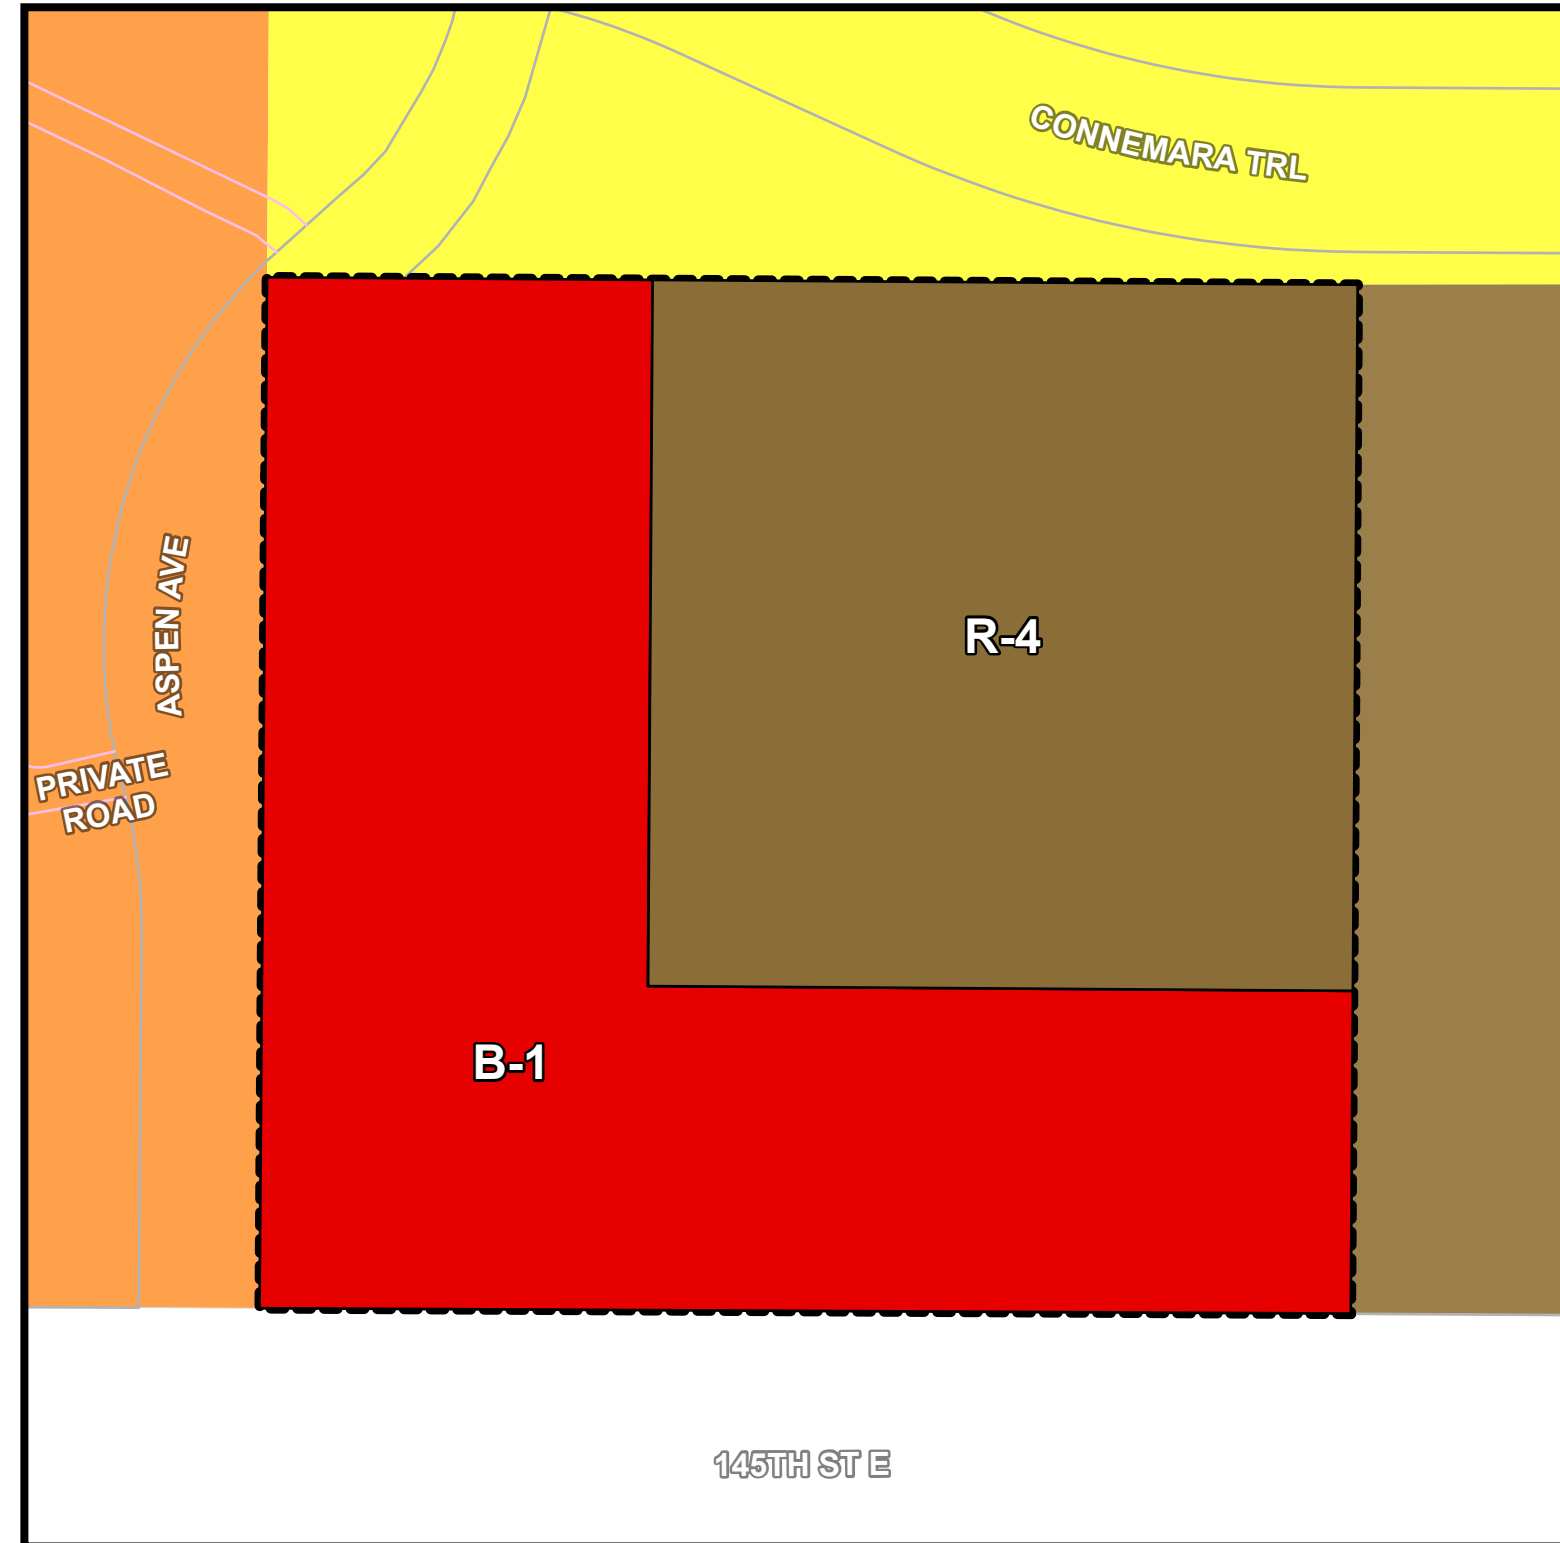 CONNEMARA TRL
ASPEN AVE
R-4
PRIVATE
ROAD
B-1
145TH ST E